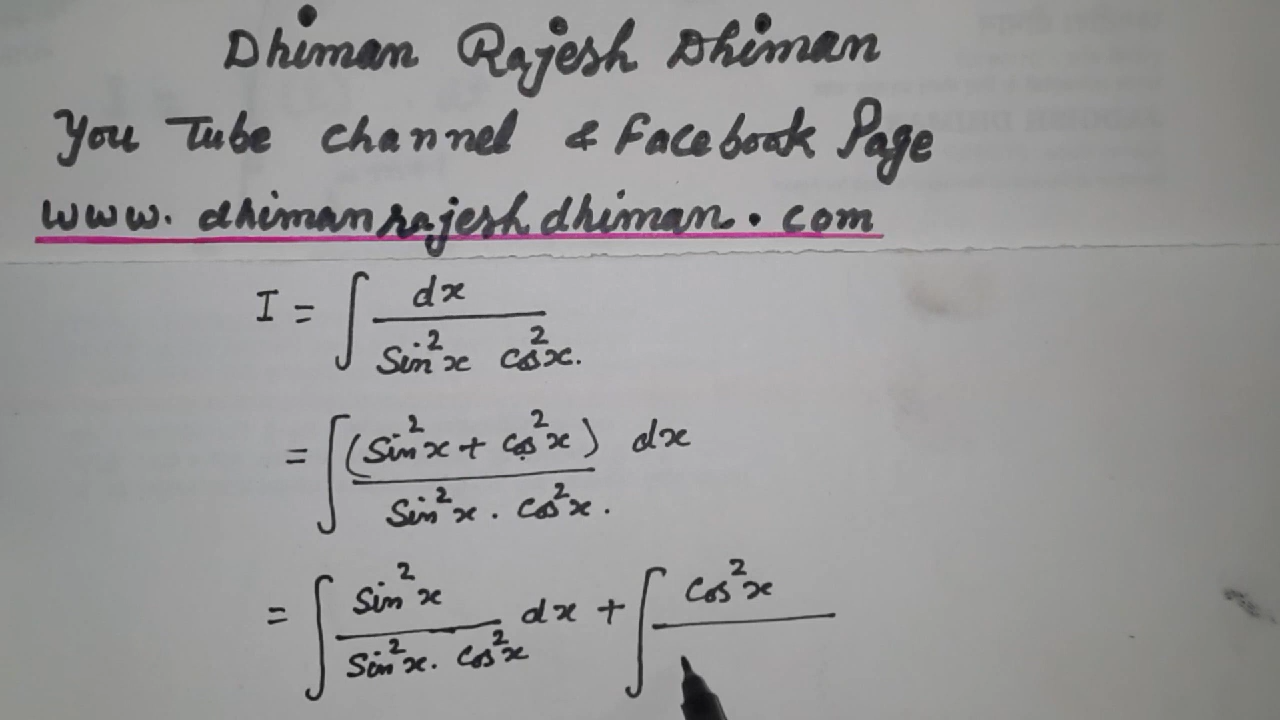 Dhiman Rajesh Dhiman
You Tube channel & Facebook Page
www.dhimanrajeshdhiman.com
I = ∫ dx / Sin²x cos²x.
= ∫ (Sin²x + cos²x) / Sin²x . cos²x. dx
= ∫ Sin²x / Sin²x. cos²x dx + ∫ cos²x /